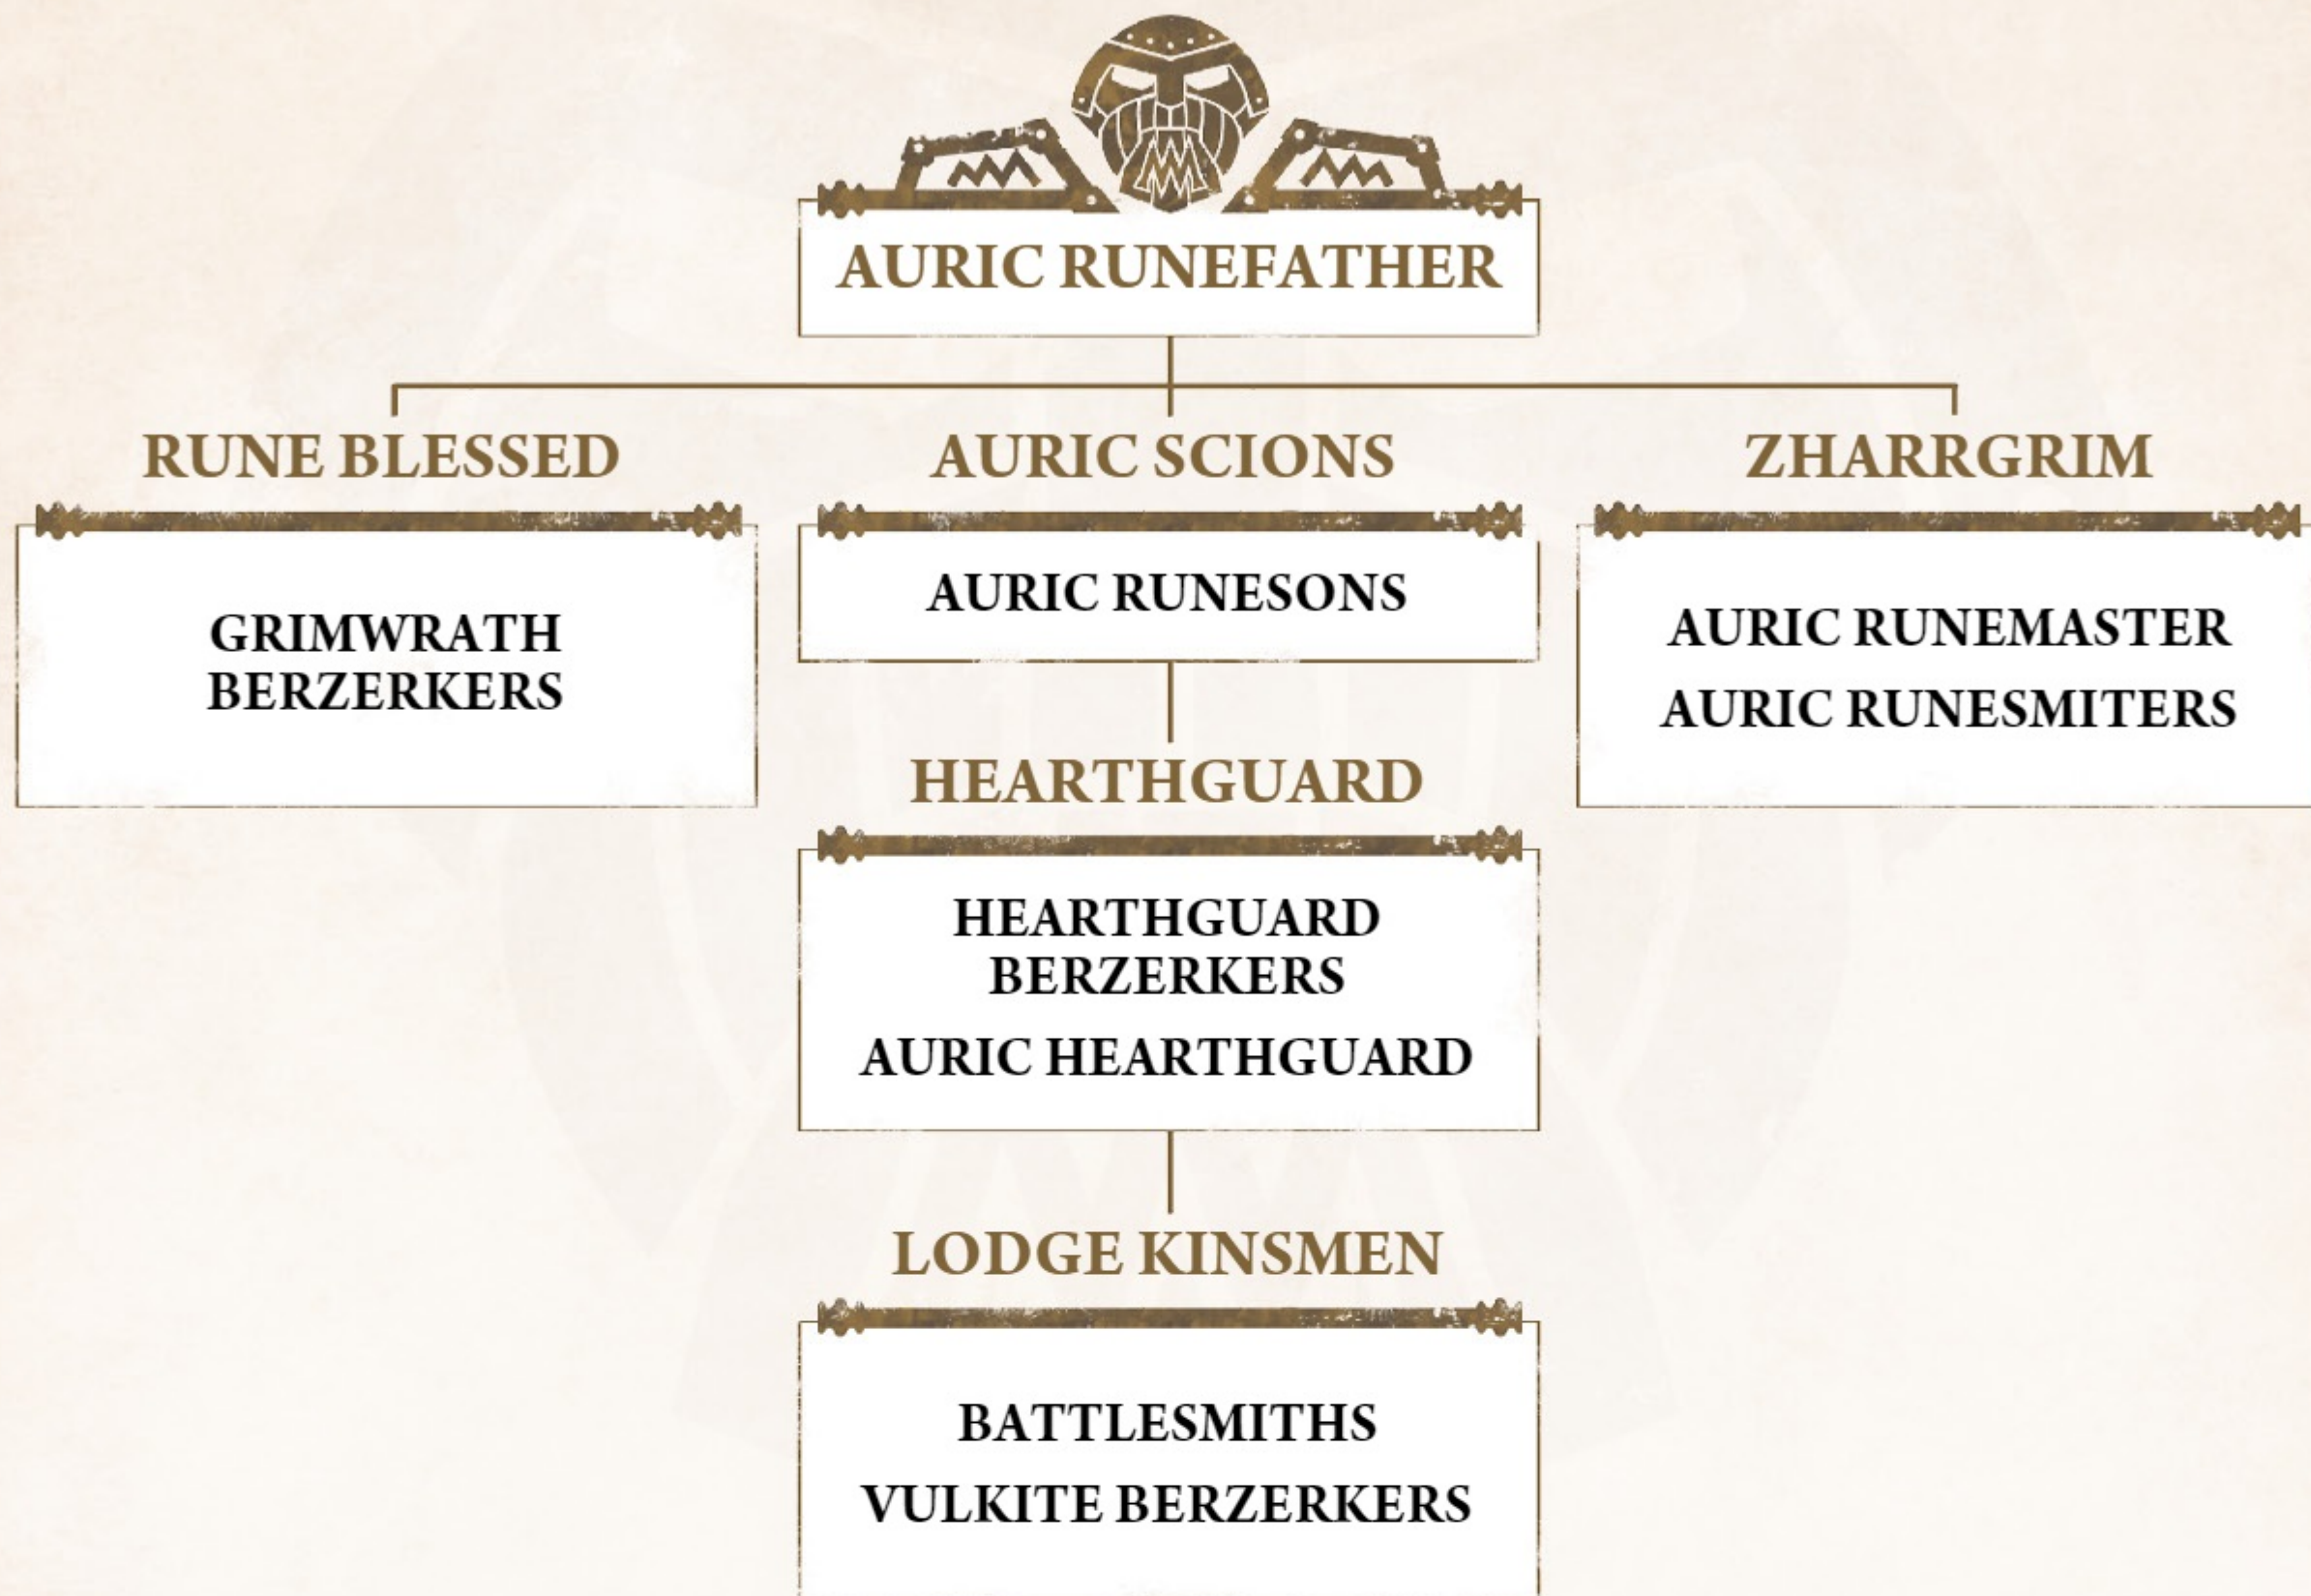 AURIC RUNEFATHER
RUNE BLESSED
GRIMWRATH
BERZERKERS
AURIC SCIONS
AURIC RUNESONS
HEARTHGUARD
HEARTHGUARD
BERZERKERS
AURIC HEARTHGUARD
LODGE KINSMEN
BATTLESMITHS
VULKITE BERZERKERS
ZHARRGRIM
AURIC RUNEMASTER
AURIC RUNESMITERS